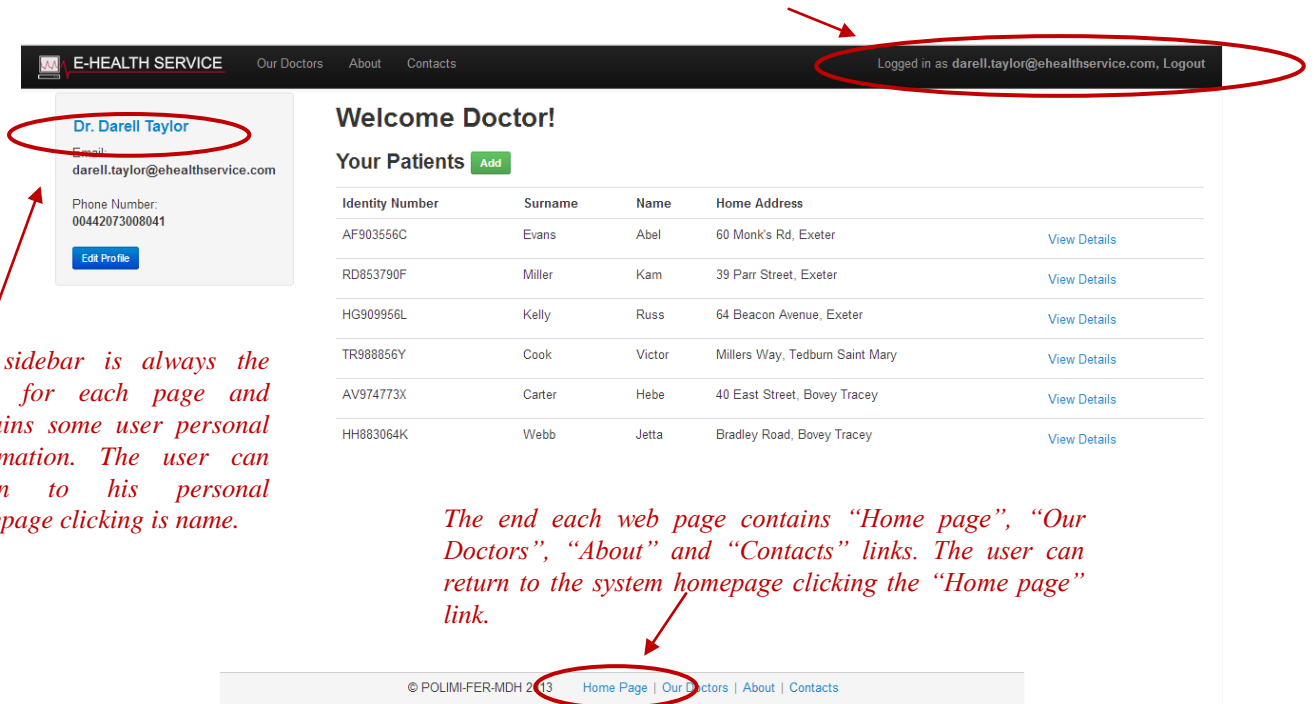 E-HEALTH SERVICE Our Doctors About Contacts Logged in as darell.taylor@ehealthservice.com, Logout
Dr. Darell Taylor
Email:
darell.taylor@ehealthservice.com
Phone Number:
00442073008041
Edit Profile
Welcome Doctor!
Your Patients Add
Identity Number Surname Name Home Address
AF903556C Evans Abel 60 Monk's Rd, Exeter View Details
RD853790F Miller Kam 39 Parr Street, Exeter View Details
HG909956L Kelly Russ 64 Beacon Avenue, Exeter View Details
TR988856Y Cook Victor Millers Way, Tedburn Saint Mary View Details
AV974773X Carter Hebe 40 East Street, Bovey Tracey View Details
HH883064K Webb Jetta Bradley Road, Bovey Tracey View Details
sidebar is always the
for each page and
some user personal
The user can
to his personal
clicking is name.
The end each web page contains “Home page”, “Our
Doctors”, “About” and “Contacts” links. The user can
return to the system homepage clicking the “Home page”
link.
© POLIMI-FER-MDH 2013 Home Page | Our Doctors | About | Contacts